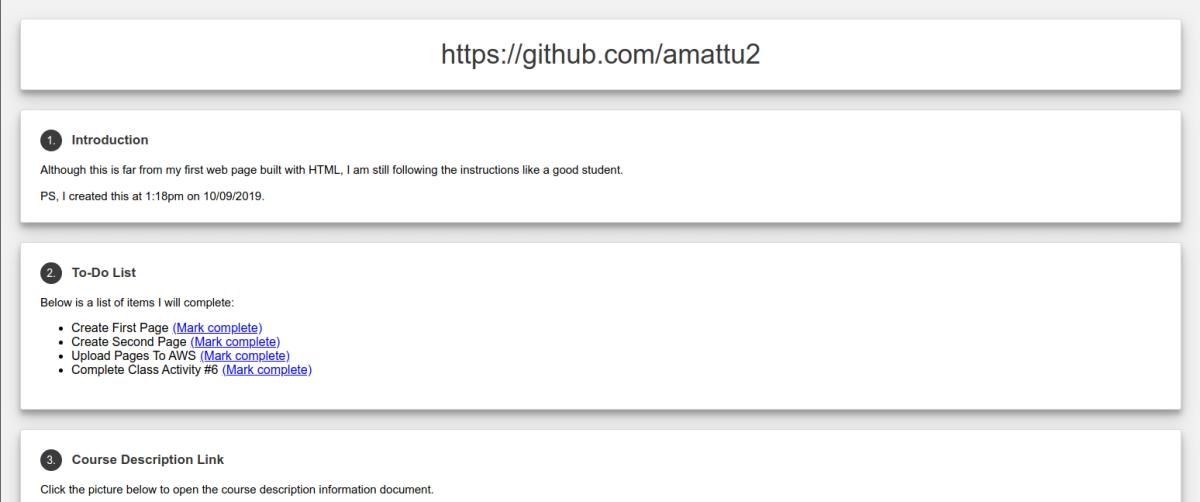 https://github.com/amattu2
1. Introduction
Although this is far from my first web page built with HTML, I am still following the instructions like a good student.
PS, I created this at 1:18pm on 10/09/2019.
2. To-Do List
Below is a list of items I will complete:
• Create First Page (Mark complete)
• Create Second Page (Mark complete)
• Upload Pages To AWS (Mark complete)
• Complete Class Activity #6 (Mark complete)
3. Course Description Link
Click the picture below to open the course description information document.